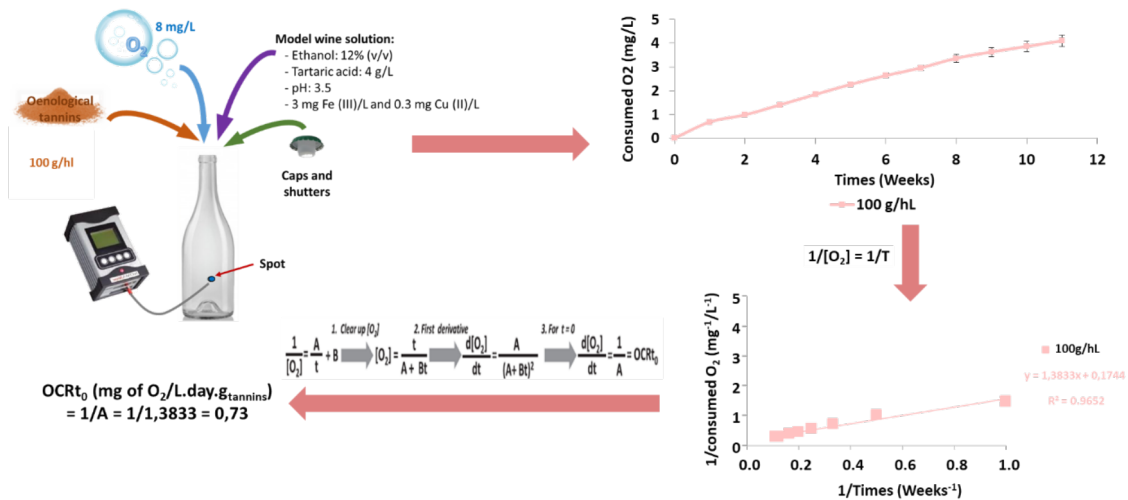 8 mg/L
O2
Oenological
tannins
100 g/hl
Model wine solution:
- Ethanol: 12% (v/v)
- Tartaric acid: 4 g/L
- pH: 3.5
- 3 mg Fe (III)/L and 0.3 mg Cu (II)/L
Caps and
shutters
Spot
Consumed O2 (mg/L)
5
4
3
2
1
0
0 2 4 6 8 10 12
Times (Weeks)
100 g/hL
1/[O₂] = 1/T
1/consumed O₂ (mg⁻¹/L⁻¹)
5
4
3
2
1
0
0.0 0.2 0.4 0.6 0.8 1.0
1/Times (Weeks⁻¹)
100g/hL
y = 1,3833x + 0,1744
R² = 0.9652
1. Clear up [O₂] 2. First derivative 3. For t = 0
1/[O₂] = A/t + B [O₂] = t/(A + Bt) d[O₂]/dt = A/(A+ Bt)² d[O₂]/dt = 1/A = OCRt₀
OCRt₀ (mg of O₂/L.day.g tannins)
= 1/A = 1/1,3833 = 0,73